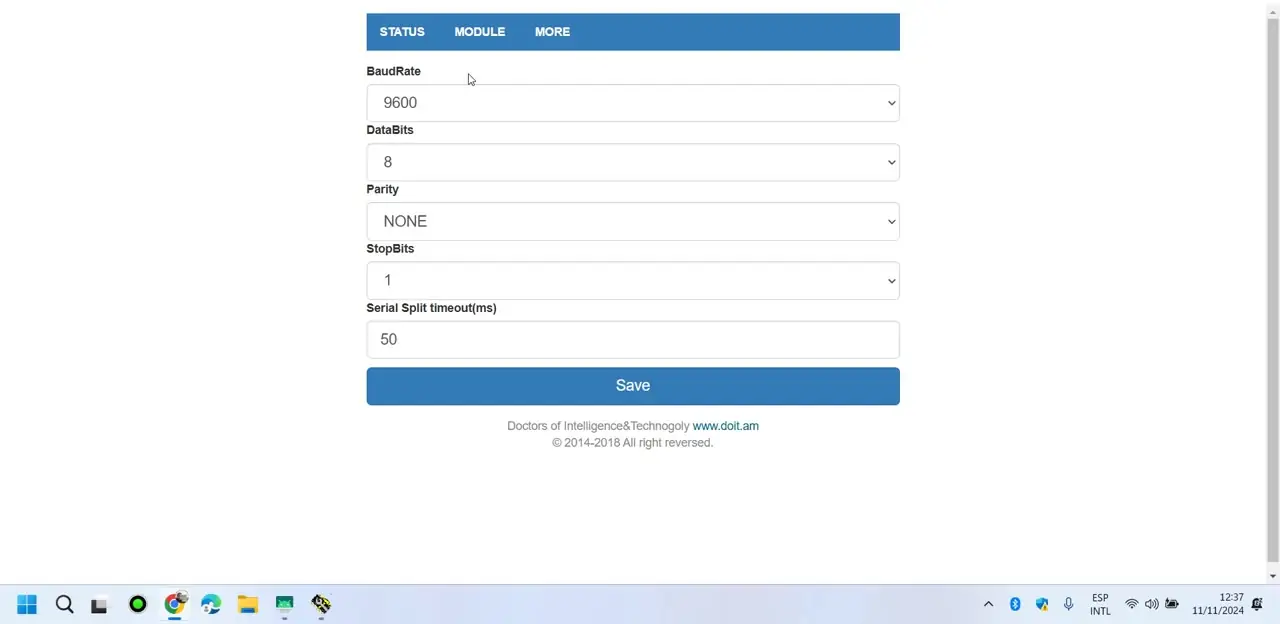 STATUS MODULE MORE
BaudRate
9600
DataBits
8
Parity
NONE
StopBits
1
Serial Split timeout(ms)
50
Save
Doctors of Intelligence&Technogoly www.doit.am
© 2014-2018 All right reversed.
ESP
INTL
12:37
11/11/2024